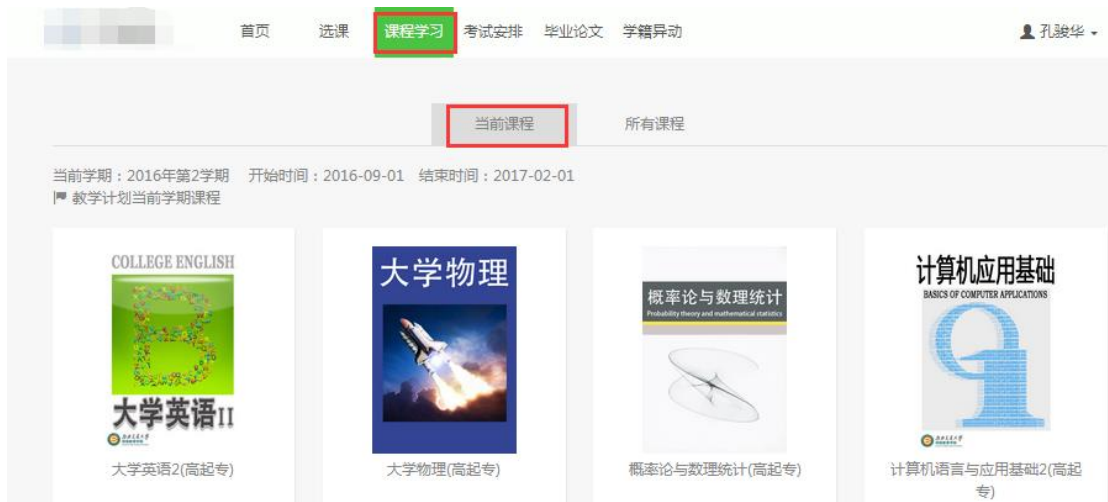 首页 选课 课程学习 考试安排 毕业论文 学籍异动 孔骏华
当前课程 所有课程
当前学期：2016年第2学期 开始时间：2016-09-01 结束时间：2017-02-01
教学计划当前学期课程
COLLEGE ENGLISH
大学英语II
大学英语2(高起专)
大学物理
大学物理(高起专)
概率论与数理统计
Probability theory and mathematical statistics
概率论与数理统计(高起专)
计算机应用基础
BASICS OF COMPUTER APPLICATIONS
计算机语言与应用基础2(高起
专)